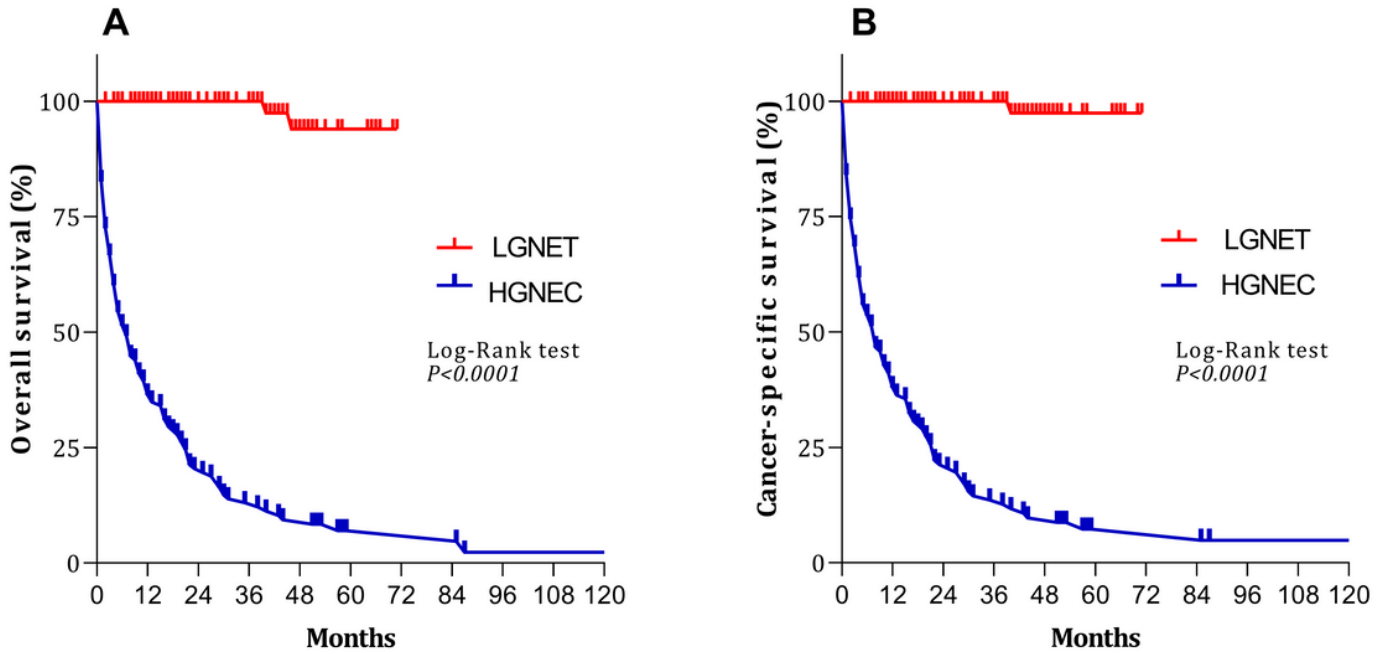 A
Overall survival (%)
100
75
50
25
0
LGNET
HGNEC
Log-Rank test
P<0.0001
0 12 24 36 48 60 72 84 96 108 120
Months
B
Cancer-specific survival (%)
100
75
50
25
0
LGNET
HGNEC
Log-Rank test
P<0.0001
0 12 24 36 48 60 72 84 96 108 120
Months